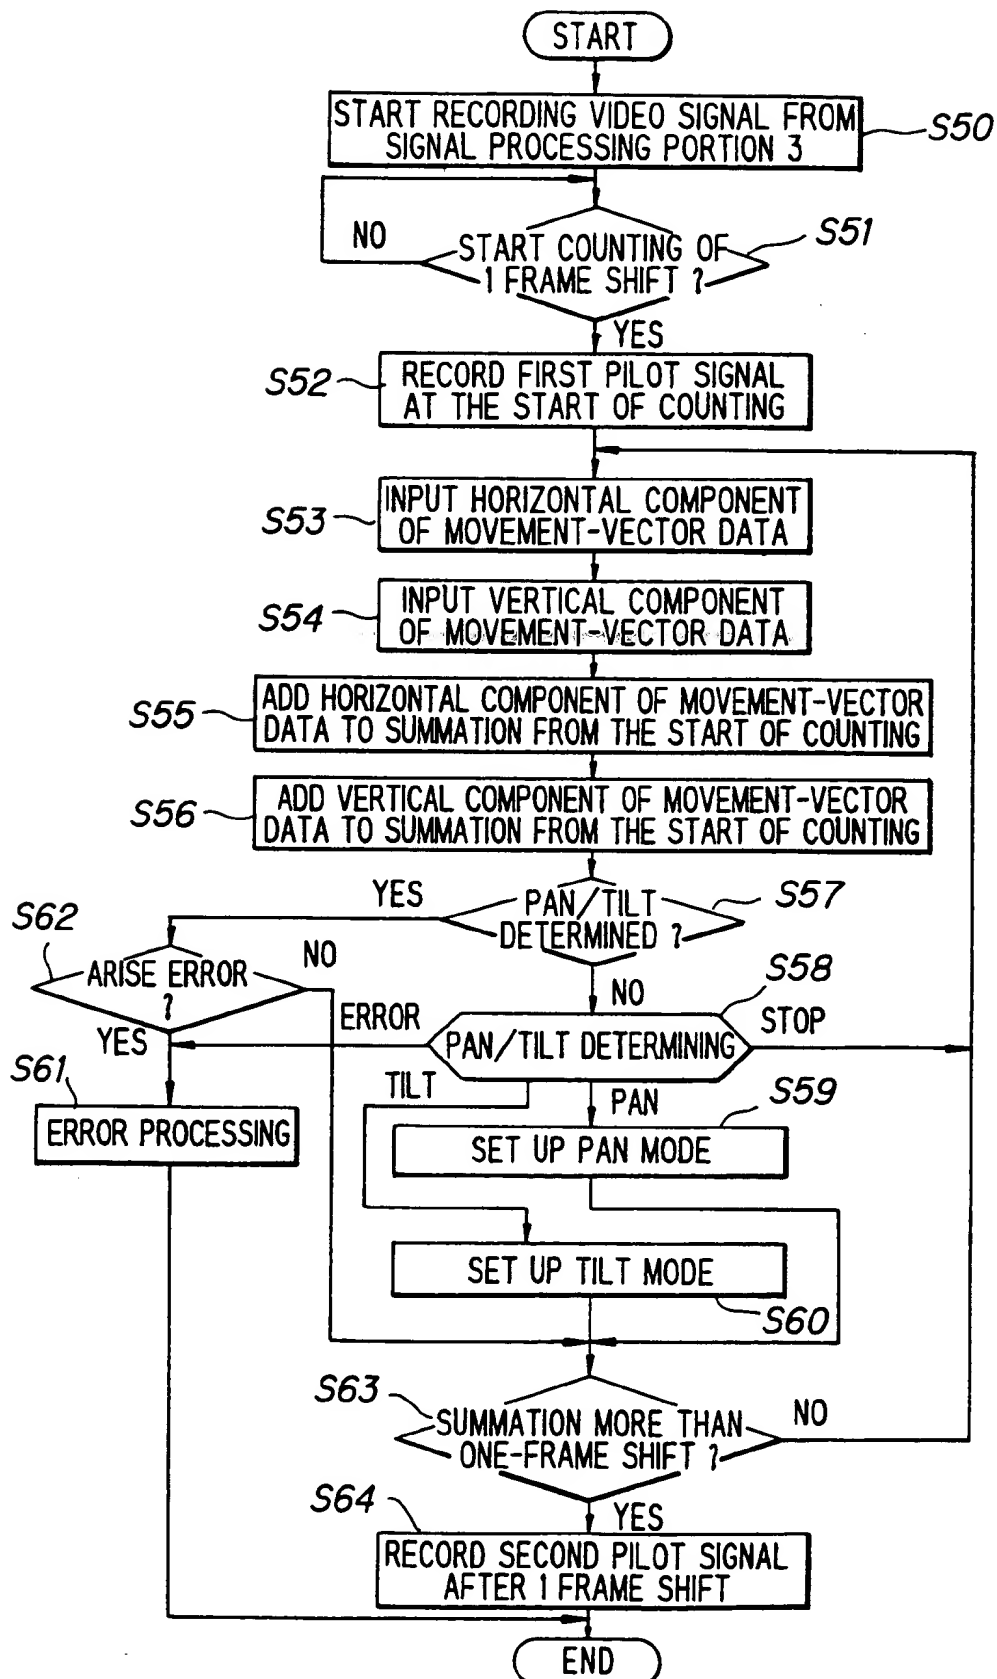 START
START RECORDING VIDEO SIGNAL FROM
SIGNAL PROCESSING PORTION 3
S50
NO
START COUNTING OF
1 FRAME SHIFT ?
S51
YES
S52
RECORD FIRST PILOT SIGNAL
AT THE START OF COUNTING
S53
INPUT HORIZONTAL COMPONENT
OF MOVEMENT-VECTOR DATA
S54
INPUT VERTICAL COMPONENT
OF MOVEMENT-VECTOR DATA
S55
ADD HORIZONTAL COMPONENT OF MOVEMENT-VECTOR
DATA TO SUMMATION FROM THE START OF COUNTING
S56
ADD VERTICAL COMPONENT OF MOVEMENT-VECTOR
DATA TO SUMMATION FROM THE START OF COUNTING
YES
PAN/TILT
DETERMINED ?
S57
S62
ARISE ERROR
?
NO
YES
NO
S58
ERROR
PAN/TILT DETERMINING
STOP
S61
ERROR PROCESSING
TILT
PAN
S59
SET UP PAN MODE
SET UP TILT MODE
S60
S63
SUMMATION MORE THAN
ONE-FRAME SHIFT ?
NO
YES
S64
RECORD SECOND PILOT SIGNAL
AFTER 1 FRAME SHIFT
END